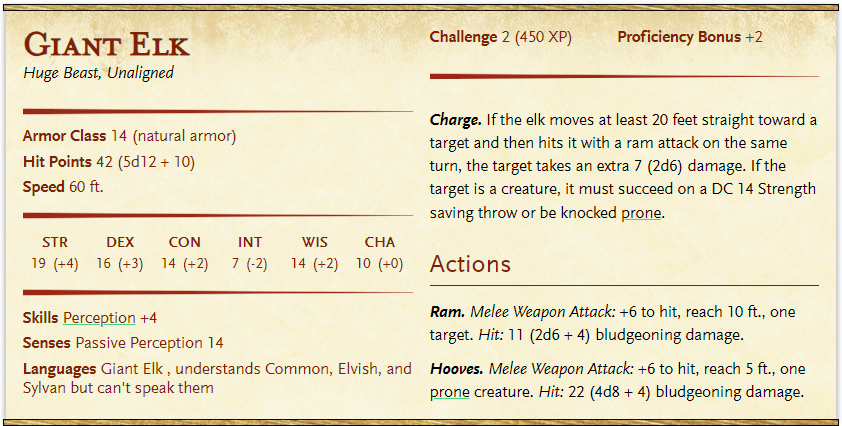 Giant Elk
Huge Beast, Unaligned
Armor Class 14 (natural armor)
Hit Points 42 (5d12 + 10)
Speed 60 ft.
STR DEX CON INT WIS CHA
19 (+4) 16 (+3) 14 (+2) 7 (-2) 14 (+2) 10 (+0)
Skills Perception +4
Senses Passive Perception 14
Languages Giant Elk , understands Common, Elvish, and
Sylvan but can't speak them
Challenge 2 (450 XP) Proficiency Bonus +2
Charge. If the elk moves at least 20 feet straight toward a
target and then hits it with a ram attack on the same
turn, the target takes an extra 7 (2d6) damage. If the
target is a creature, it must succeed on a DC 14 Strength
saving throw or be knocked prone.
Actions
Ram. Melee Weapon Attack: +6 to hit, reach 10 ft., one
target. Hit: 11 (2d6 + 4) bludgeoning damage.
Hooves. Melee Weapon Attack: +6 to hit, reach 5 ft., one
prone creature. Hit: 22 (4d8 + 4) bludgeoning damage.